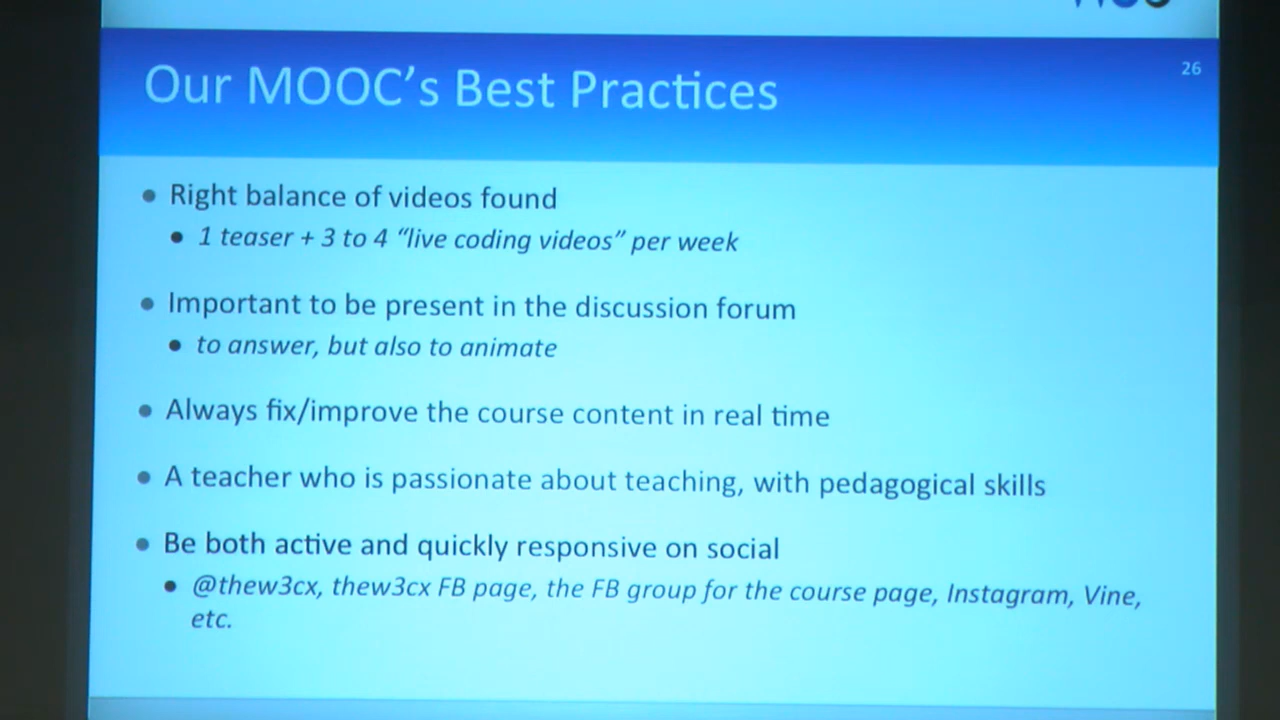 26
Our MOOC's Best Practices
• Right balance of videos found
• 1 teaser + 3 to 4 “live coding videos” per week
• Important to be present in the discussion forum
• to answer, but also to animate
• Always fix/improve the course content in real time
• A teacher who is passionate about teaching, with pedagogical skills
• Be both active and quickly responsive on social
• @thew3cx, thew3cx FB page, the FB group for the course page, Instagram, Vine,
etc.